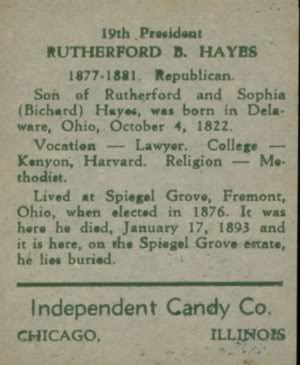 19th President
RUTHERFORD B. HAYES
1877-1881. Republican.
Son of Rutherford and Sophia
(Bichard) Hayes, was born in Dela-
ware, Ohio, October 4, 1822.
Vocation — Lawyer. College —
Kenyon, Harvard. Religion — Me-
thodist.
Lived at Spiegel Grove, Fremont,
Ohio, when elected in 1876. It was
here he died, January 17, 1893 and
it is here, on the Spiegel Grove estate,
he lies buried.
Independent Candy Co.
CHICAGO, ILLINOIS